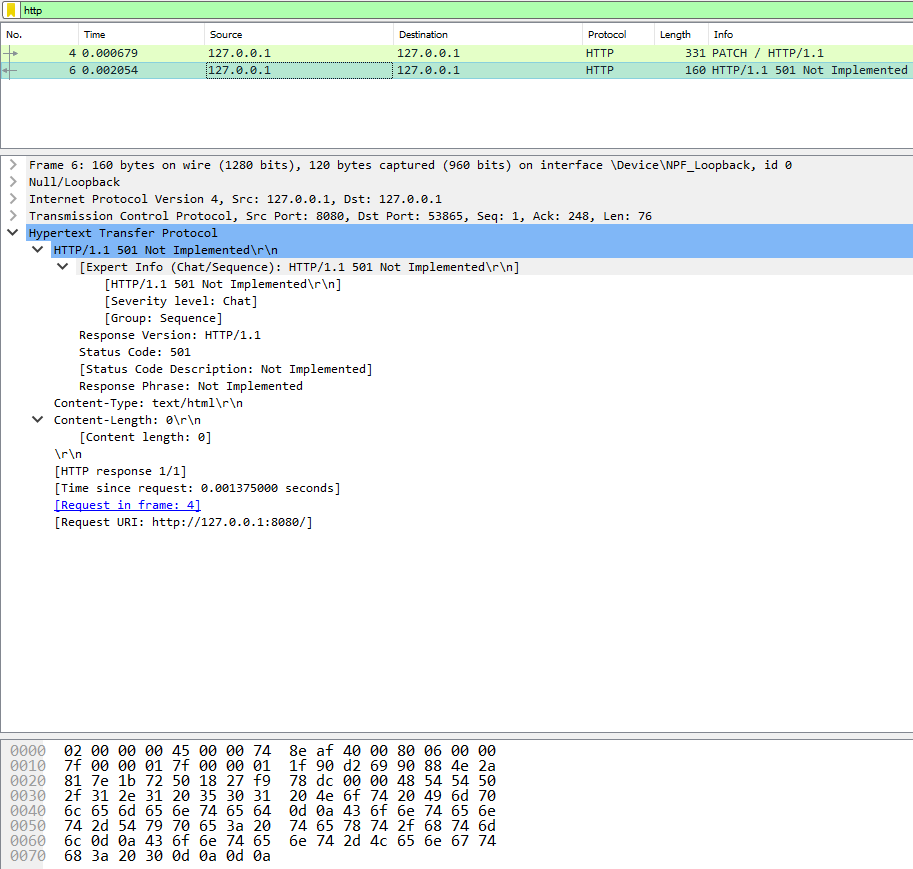 http
No. Time Source Destination Protocol Length Info
4 0.000679 127.0.0.1 127.0.0.1 HTTP 331 PATCH / HTTP/1.1
6 0.002054 127.0.0.1 127.0.0.1 HTTP 160 HTTP/1.1 501 Not Implemented
Frame 6: 160 bytes on wire (1280 bits), 120 bytes captured (960 bits) on interface \Device\NPF_Loopback, id 0
Null/Loopback
Internet Protocol Version 4, Src: 127.0.0.1, Dst: 127.0.0.1
Transmission Control Protocol, Src Port: 8080, Dst Port: 53865, Seq: 1, Ack: 248, Len: 76
Hypertext Transfer Protocol
HTTP/1.1 501 Not Implemented\r\n
[Expert Info (Chat/Sequence): HTTP/1.1 501 Not Implemented\r\n]
[HTTP/1.1 501 Not Implemented\r\n]
[Severity level: Chat]
[Group: Sequence]
Response Version: HTTP/1.1
Status Code: 501
[Status Code Description: Not Implemented]
Response Phrase: Not Implemented
Content-Type: text/html\r\n
Content-Length: 0\r\n
[Content length: 0]
\r\n
[HTTP response 1/1]
[Time since request: 0.001375000 seconds]
[Request in frame: 4]
[Request URI: http://127.0.0.1:8080/]
0000 02 00 00 00 45 00 00 74 8e af 40 00 80 06 00 00
0010 7f 00 00 01 7f 00 00 01 1f 90 d2 69 90 88 4e 2a
0020 81 7e 1b 72 50 18 27 f9 78 dc 00 00 48 54 54 50
0030 2f 31 2e 31 20 35 30 31 20 4e 6f 74 20 49 6d 70
0040 6c 65 6d 65 6e 74 65 64 0d 0a 43 6f 6e 74 65 6e
0050 74 2d 54 79 70 65 3a 20 74 65 78 74 2f 68 74 6d
0060 6c 0d 0a 43 6f 6e 74 65 6e 74 2d 4c 65 6e 67 74
0070 68 3a 20 30 0d 0a 0d 0a